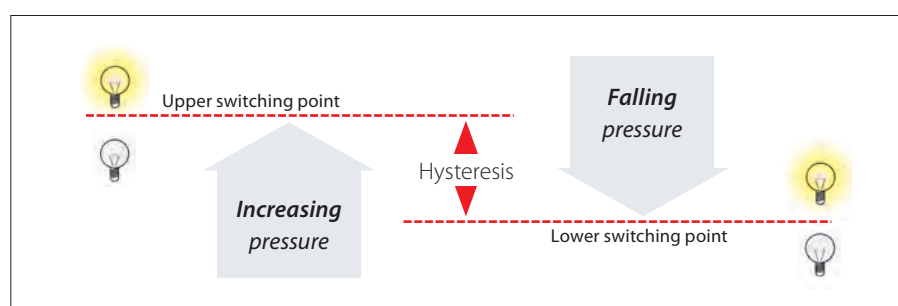 Upper switching point
Falling
pressure
Hysteresis
Increasing
pressure
Lower switching point